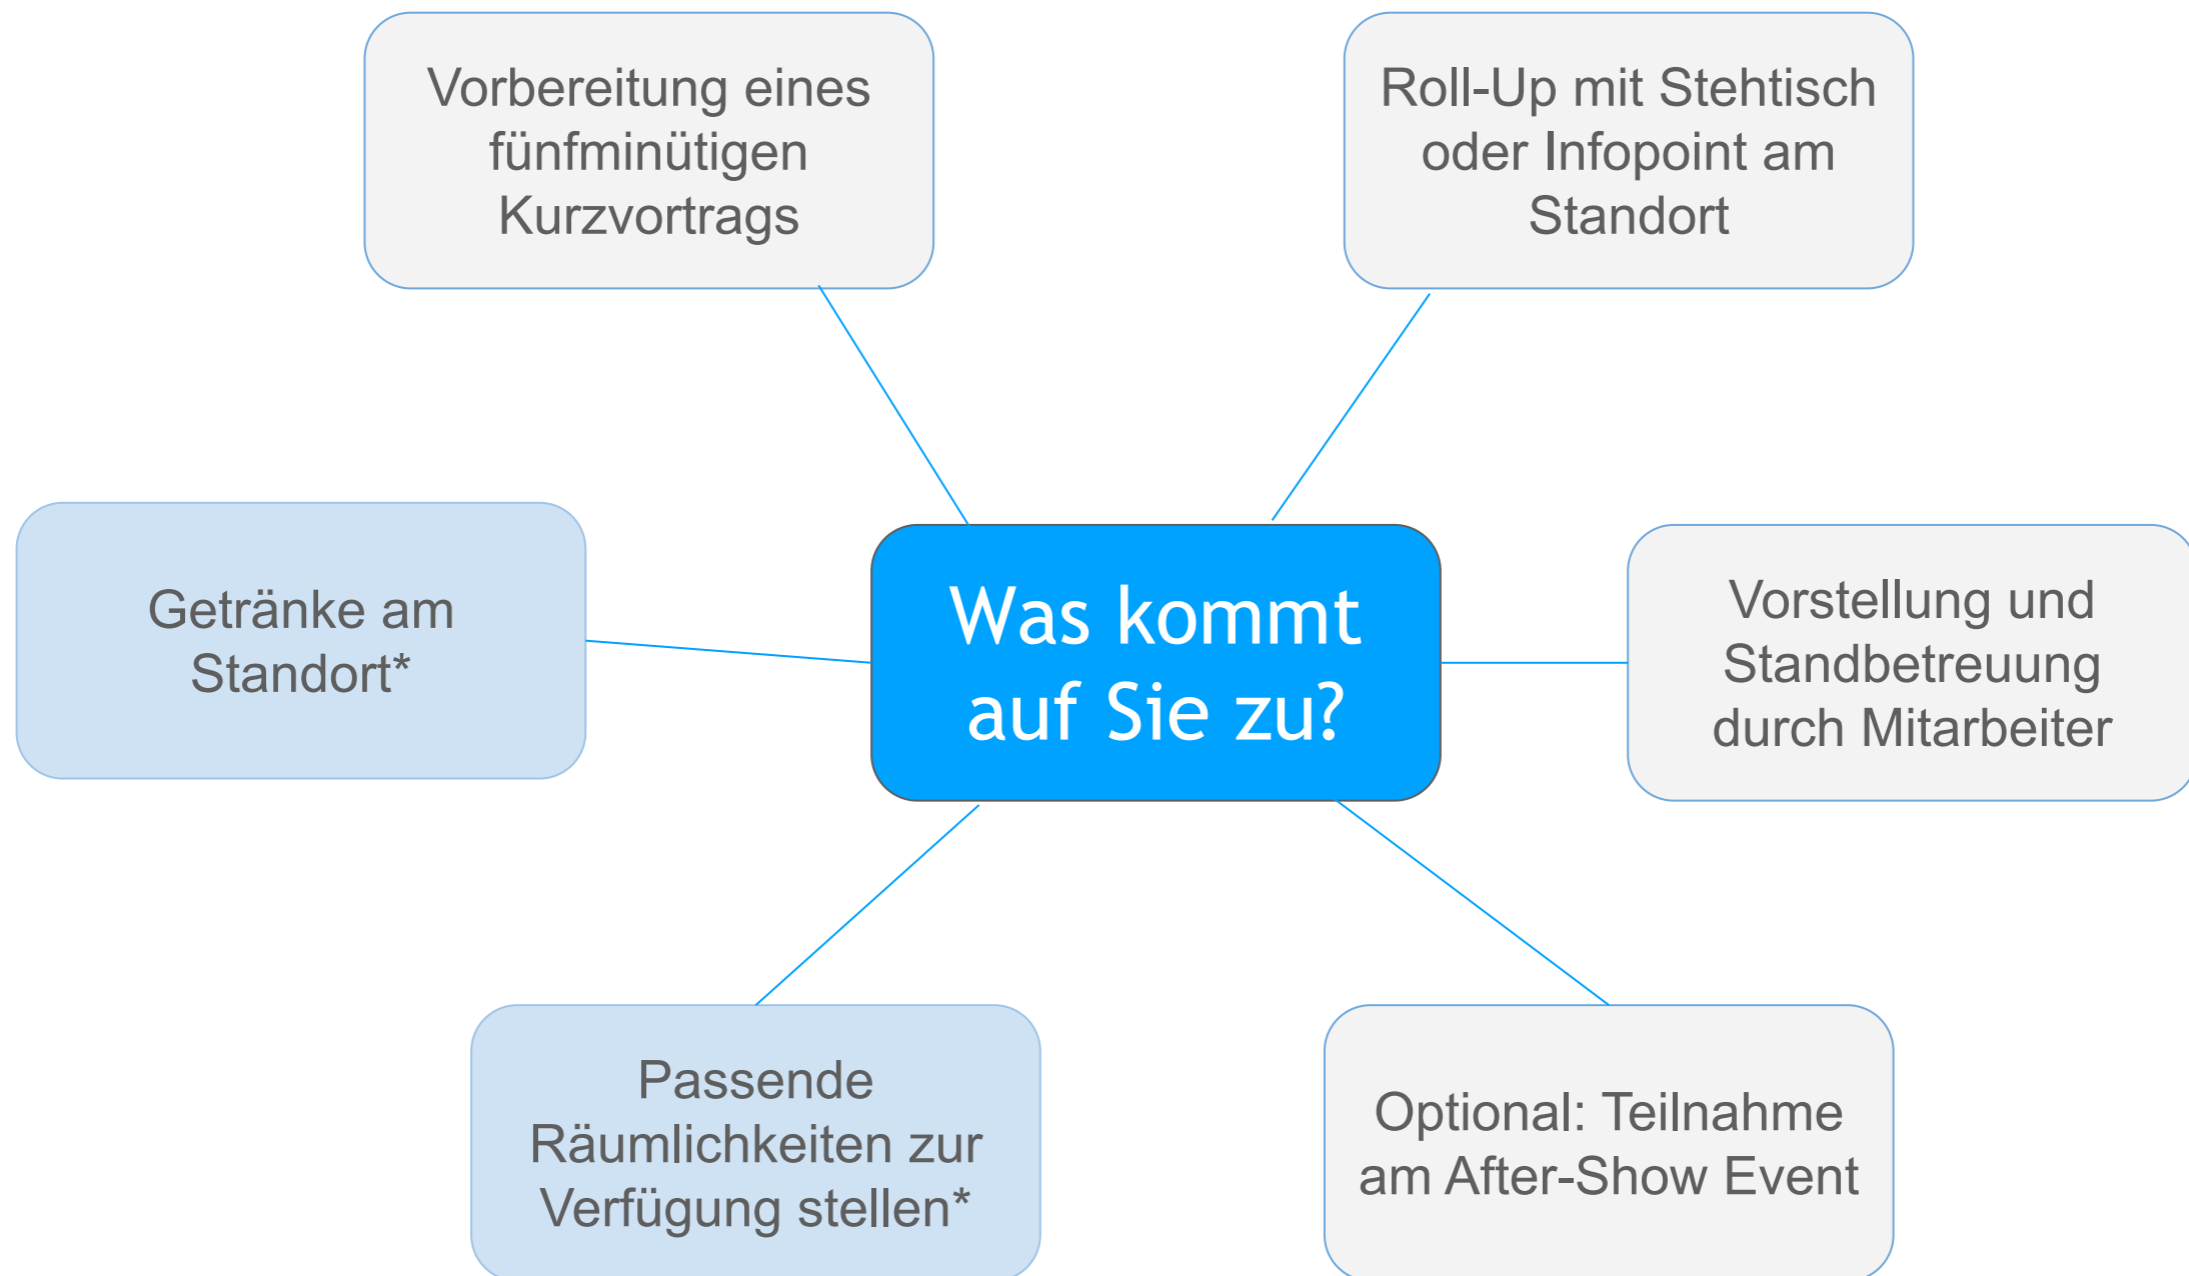 Vorbereitung eines
fünfminütigen
Kurzvortrags
Roll-Up mit Stehtisch
oder Infopoint am
Standort
Getränke am
Standort*
Was kommt
auf Sie zu?
Vorstellung und
Standbetreuung
durch Mitarbeiter
Passende
Räumlichkeiten zur
Verfügung stellen*
Optional: Teilnahme
am After-Show Event